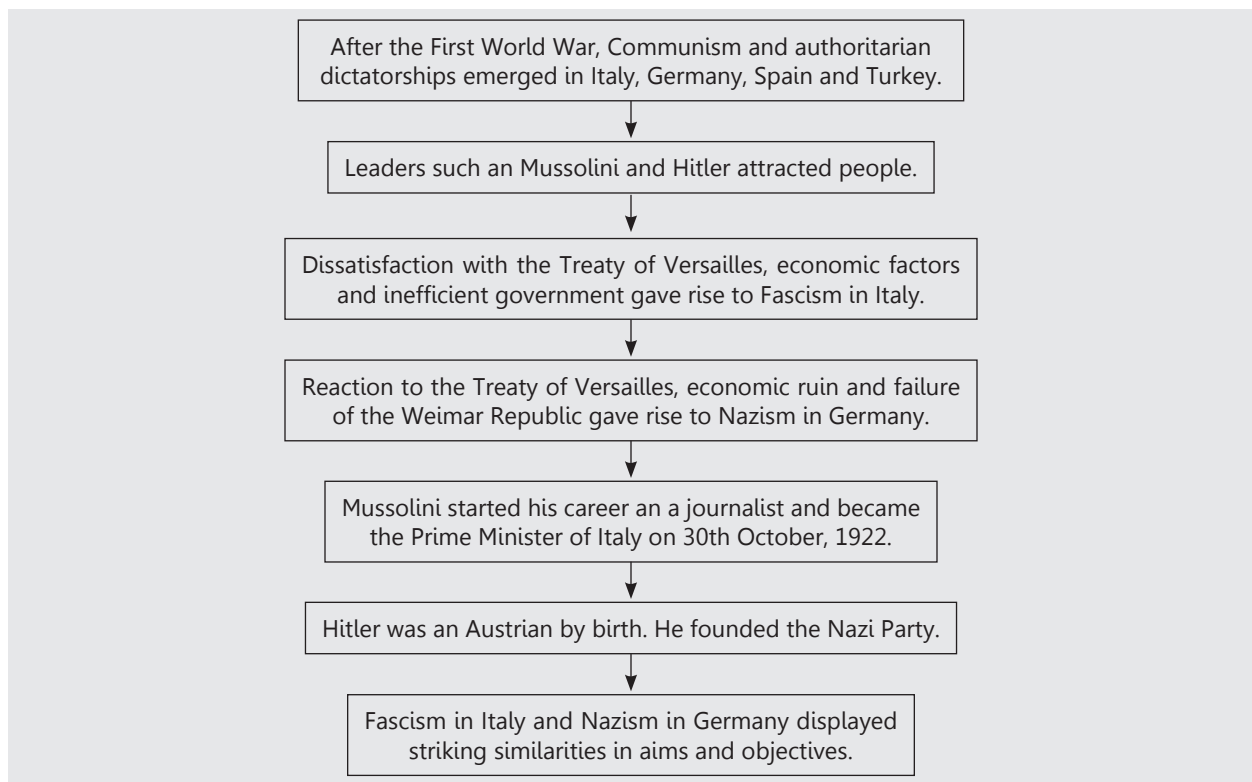 After the First World War, Communism and authoritarian
dictatorships emerged in Italy, Germany, Spain and Turkey.
Leaders such an Mussolini and Hitler attracted people.
Dissatisfaction with the Treaty of Versailles, economic factors
and inefficient government gave rise to Fascism in Italy.
Reaction to the Treaty of Versailles, economic ruin and failure
of the Weimar Republic gave rise to Nazism in Germany.
Mussolini started his career an a journalist and became
the Prime Minister of Italy on 30th October, 1922.
Hitler was an Austrian by birth. He founded the Nazi Party.
Fascism in Italy and Nazism in Germany displayed
striking similarities in aims and objectives.